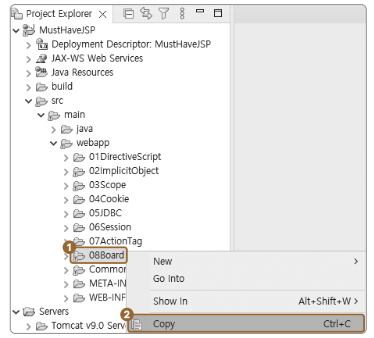 Project Explorer
MustHaveJSP
Deployment Descriptor: MustHaveJSP
JAX-WS Web Services
Java Resources
build
src
main
java
webapp
01DirectiveScript
02ImplicitObject
03Scope
04Cookie
05JDBC
06Session
07ActionTag
1
08Board
New
Common
Go Into
META-IN
WEB-INF
Show In Alt+Shift+W
Servers
2
Tomcat v9.0 Serv
Copy Ctrl+C